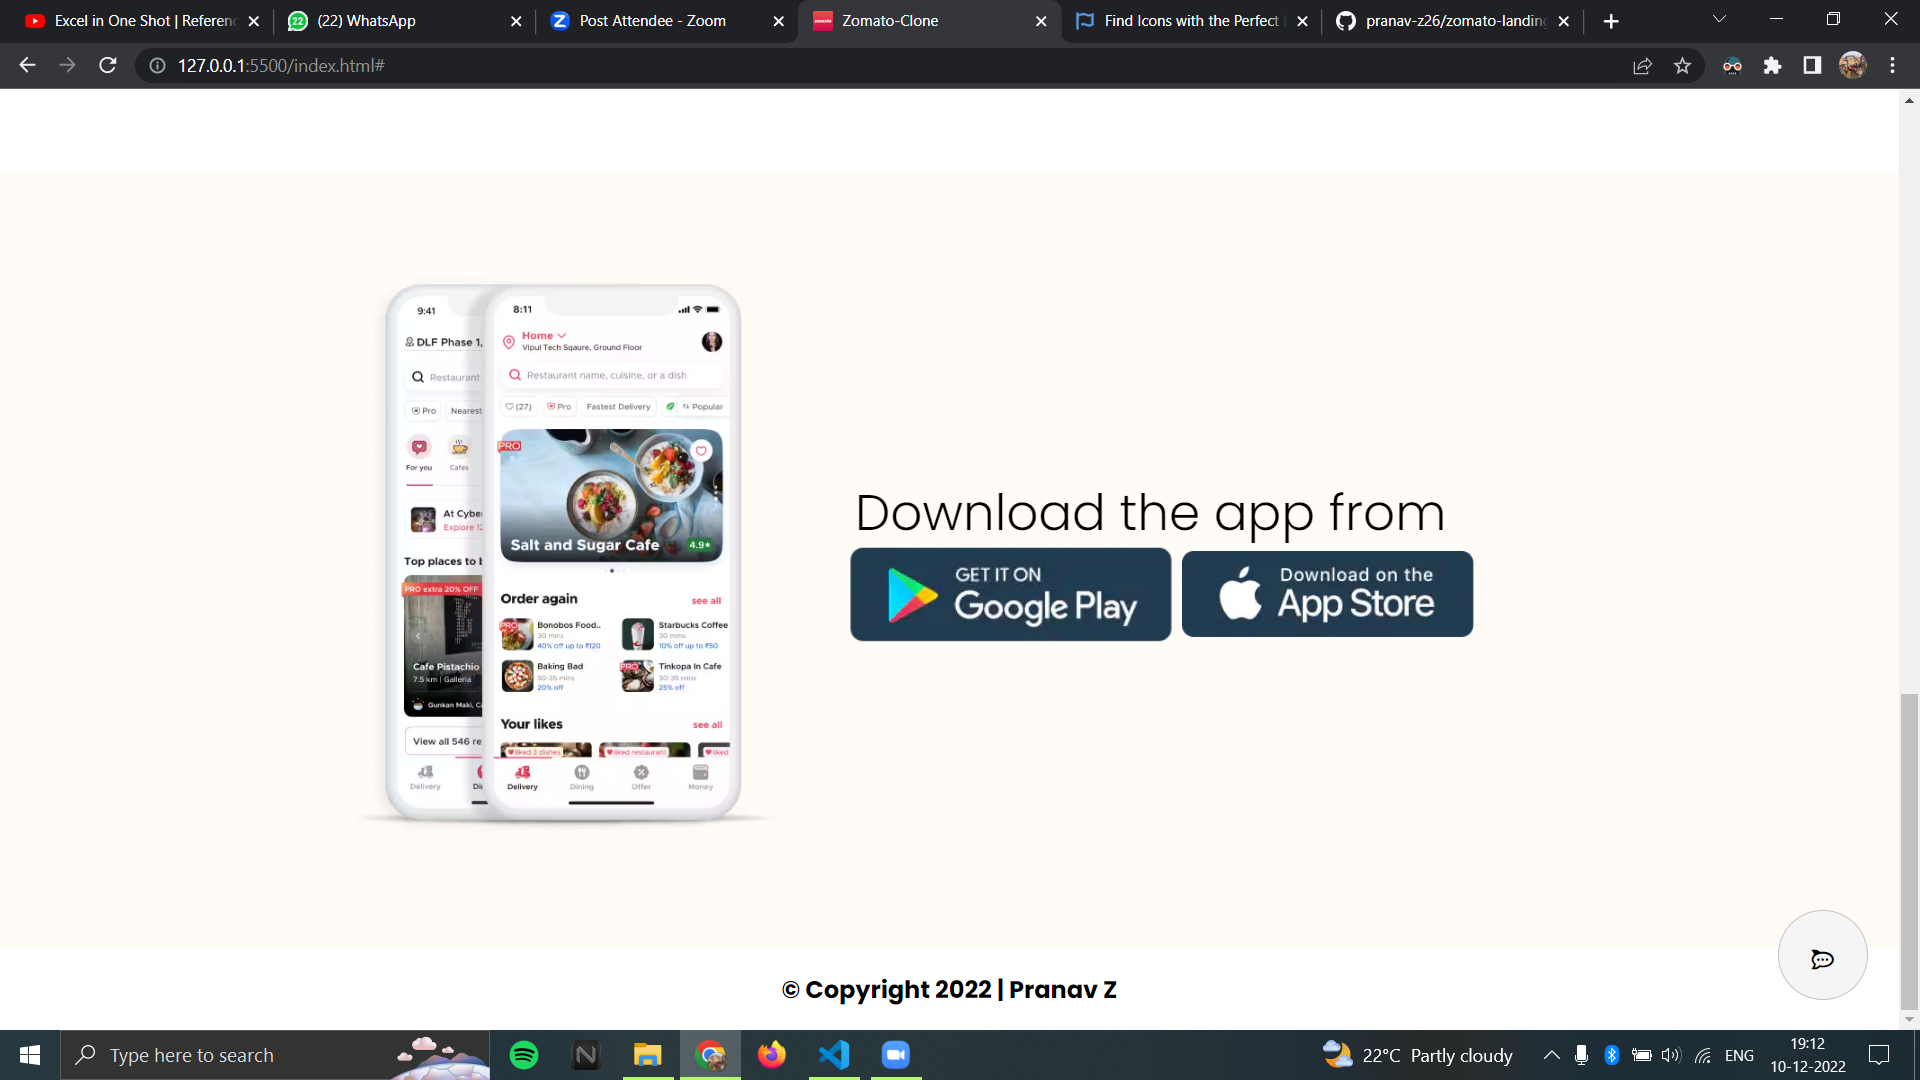 Excel in One Shot | Referenc
(22) WhatsApp
Post Attendee - Zoom
Zomato-Clone
Find Icons with the Perfect
pranav-z26/zomato-landing
127.0.0.1:5500/index.html#
9:41
DLF Phase 1,
Restaurant
Pro
Nearest
For you
Cafes
At Cybe
Explore 12
Top places to b
PRO extra 20% OFF
Cafe Pistachio
7.5 km | Galleria
Gunkan Maki, Ca
View all 546 re
Delivery
Di
8:11
Home
Vipul Tech Sqaure, Ground Floor
Restaurant name, cuisine, or a dish
(27)
Pro
Fastest Delivery
Popular
PRO
Salt and Sugar Cafe
4.9★
Order again
see all
PRO
Bonobos Food..
30 mins
40% off up to ₹120
Starbucks Coffee
30 mins
10% off up to ₹50
Baking Bad
30-35 mins
20% off
PRO
Tinkopa In Cafe
30-35 mins
25% off
Your likes
see all
liked 3 dishes
liked restaurant
liked
Delivery
Dining
Offer
Money
Download the app from
GET IT ON
Google Play
Download on the
App Store
© Copyright 2022 | Pranav Z
Type here to search
22°C Partly cloudy
ENG
19:12
10-12-2022